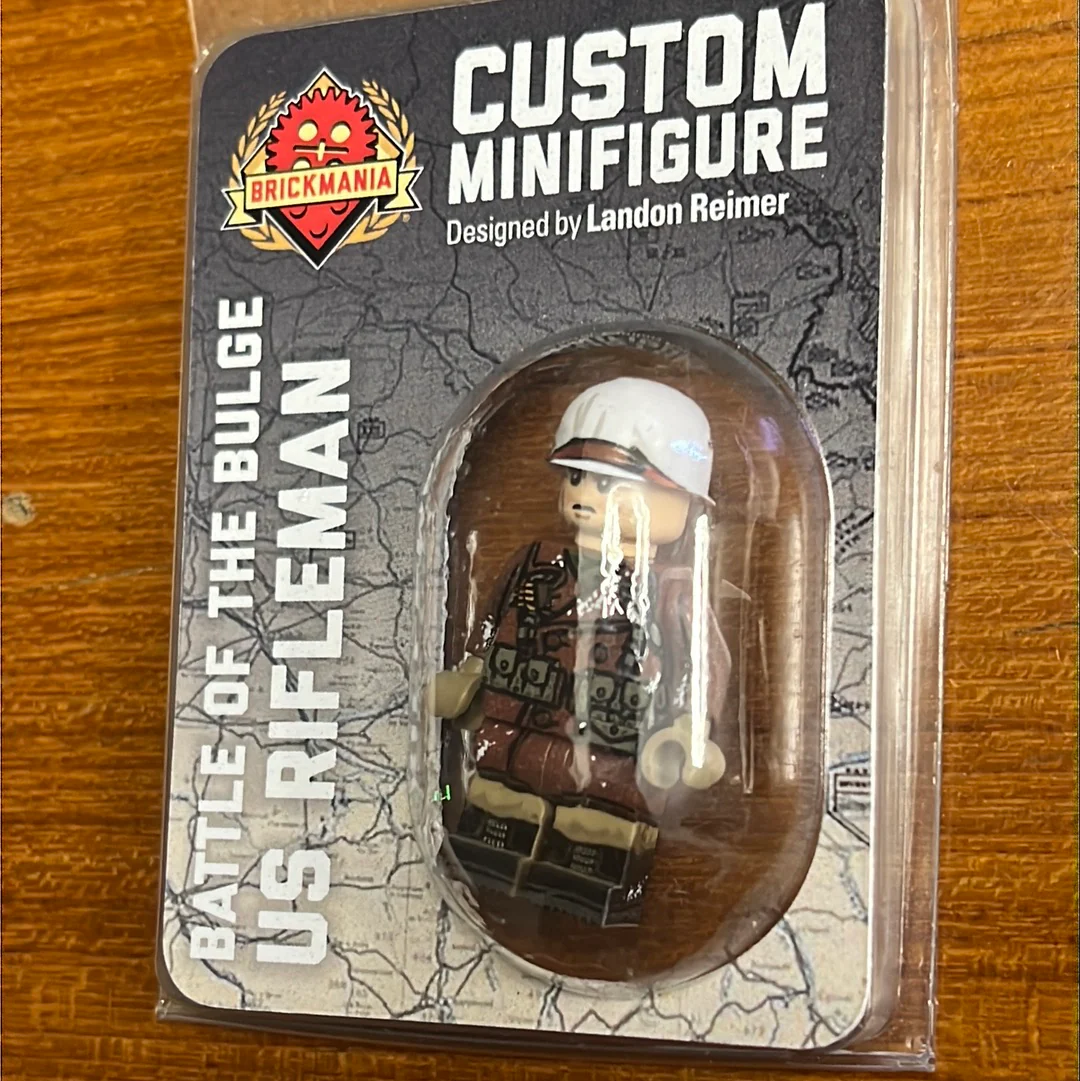 CUSTOM
MINIFIGURE
Designed by Landon Reimer
BRICKMANIA
BATTLE OF THE BULGE
US RIFLEMAN